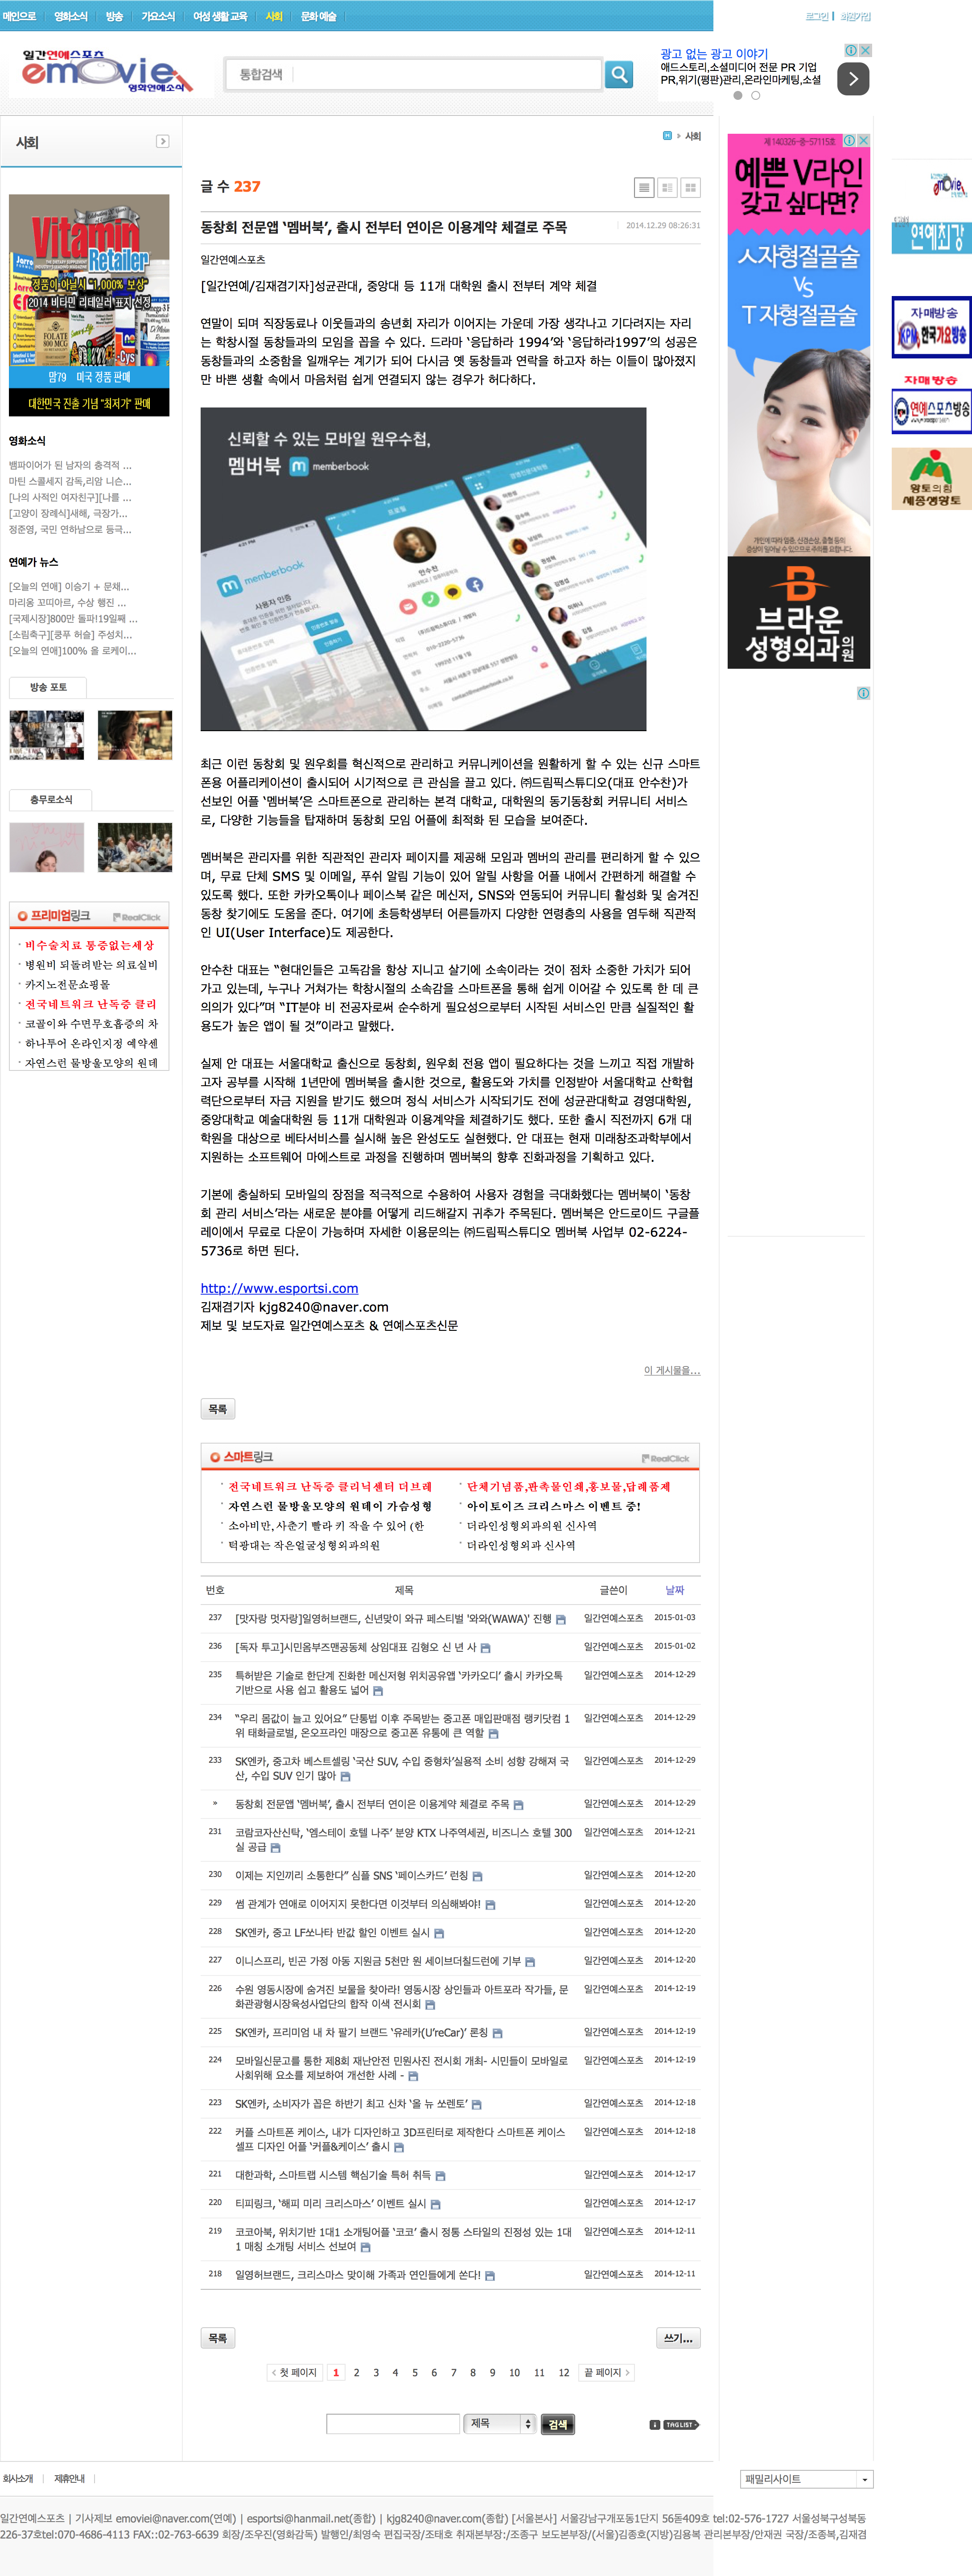 메인으로 영화소식 방송 가요소식 여성 생활 교육 사회 문화 예술
로그인 | 회원가입
일간연예스포츠
emovie
영화연예소식
통합검색
광고 없는 광고 이야기
애드스토리,소셜미디어 전문 PR 기업
PR,위기(평판)관리,온라인마케팅,소셜
사회
사회
Vitamin
Retailer
경품이 아닐시 "1,000% 보상"
2014 비타민 리테일러 표지 선정
맘79 미국 정품 판매
대한민국 진출 기념 "최저가" 판매
영화소식
뱀파이어가 된 남자의 충격적 ...
마틴 스콜세지 감독,리암 니슨...
[나의 사적인 여자친구][나를 ...
[고양이 장례식]새해, 극장가...
정준영, 국민 연하남으로 등극...
연예가 뉴스
[오늘의 연애] 이승기 + 문채...
마리옹 꼬띠아르, 수상 행진 ...
[국제시장]800만 돌파!19일째 ...
[소림축구][쿵푸 허슬] 주성치...
[오늘의 연애]100% 올 로케이...
방송 포토
충무로소식
프리미엄링크 RealClick
비수술치료 통증없는세상
병원비 되돌려받는 의료실비
카지노전문쇼핑몰
전국네트워크 난독증 클리
코골이와 수면무호흡증의 차
하나투어 온라인지정 예약센
자연스런 물방울모양의 원데
글 수 237
동창회 전문앱 '멤버북', 출시 전부터 연이은 이용계약 체결로 주목
2014.12.29 08:26:31
일간연예스포츠
[일간연예/김재겸기자]성균관대, 중앙대 등 11개 대학원 출시 전부터 계약 체결
연말이 되며 직장동료나 이웃들과의 송년회 자리가 이어지는 가운데 가장 생각나고 기다려지는 자리
는 학창시절 동창들과의 모임을 꼽을 수 있다. 드라마 '응답하라 1994'와 '응답하라1997'의 성공은
동창들과의 소중함을 일깨우는 계기가 되어 다시금 옛 동창들과 연락을 하고자 하는 이들이 많아졌지
만 바쁜 생활 속에서 마음처럼 쉽게 연결되지 않는 경우가 허다하다.
신뢰할 수 있는 모바일 원우수첩,
멤버북 memberbook
memberbook
사용자 인증
프로필
안수찬
최근 이런 동창회 및 원우회를 혁신적으로 관리하고 커뮤니케이션을 원활하게 할 수 있는 신규 스마트
폰용 어플리케이션이 출시되어 시기적으로 큰 관심을 끌고 있다. ㈜드림픽스튜디오(대표 안수찬)가
선보인 어플 '멤버북'은 스마트폰으로 관리하는 본격 대학교, 대학원의 동기동창회 커뮤니티 서비스
로, 다양한 기능들을 탑재하며 동창회 모임 어플에 최적화 된 모습을 보여준다.
멤버북은 관리자를 위한 직관적인 관리자 페이지를 제공해 모임과 멤버의 관리를 편리하게 할 수 있으
며, 무료 단체 SMS 및 이메일, 푸쉬 알림 기능이 있어 알릴 사항을 어플 내에서 간편하게 해결할 수
있도록 했다. 또한 카카오톡이나 페이스북 같은 메신저, SNS와 연동되어 커뮤니티 활성화 및 숨겨진
동창 찾기에도 도움을 준다. 여기에 초등학생부터 어른들까지 다양한 연령층의 사용을 염두해 직관적
인 UI(User Interface)도 제공한다.
안수찬 대표는 "현대인들은 고독감을 항상 지니고 살기에 소속이라는 것이 점차 소중한 가치가 되어
가고 있는데, 누구나 거쳐가는 학창시절의 소속감을 스마트폰을 통해 쉽게 이어갈 수 있도록 한 데 큰
의의가 있다"며 "IT분야 비 전공자로써 순수하게 필요성으로부터 시작된 서비스인 만큼 실질적인 활
용도가 높은 앱이 될 것"이라고 말했다.
실제 안 대표는 서울대학교 출신으로 동창회, 원우회 전용 앱이 필요하다는 것을 느끼고 직접 개발하
고자 공부를 시작해 1년만에 멤버북을 출시한 것으로, 활용도와 가치를 인정받아 서울대학교 산학협
력단으로부터 자금 지원을 받기도 했으며 정식 서비스가 시작되기도 전에 성균관대학교 경영대학원,
중앙대학교 예술대학원 등 11개 대학원과 이용계약을 체결하기도 했다. 또한 출시 직전까지 6개 대
학원을 대상으로 베타서비스를 실시해 높은 완성도도 실현했다. 안 대표는 현재 미래창조과학부에서
지원하는 소프트웨어 마에스트로 과정을 진행하며 멤버북의 향후 진화과정을 기획하고 있다.
기본에 충실하되 모바일의 장점을 적극적으로 수용하여 사용자 경험을 극대화했다는 멤버북이 '동창
회 관리 서비스'라는 새로운 분야를 어떻게 리드해갈지 귀추가 주목된다. 멤버북은 안드로이드 구글플
레이에서 무료로 다운이 가능하며 자세한 이용문의는 ㈜드림픽스튜디오 멤버북 사업부 02-6224-
5736로 하면 된다.
http://www.esportsi.com
김재겸기자 kjg8240@naver.com
제보 및 보도자료 일간연예스포츠 & 연예스포츠신문
이 게시물을...
목록
스마트링크 RealClick
전국네트워크 난독증 클리닉센터 더브레 단체기념품,판촉물인쇄,홍보물,답례품제
자연스런 물방울모양의 원데이 가슴성형 아이토이즈 크리스마스 이벤트 중!
소아비만, 사춘기 빨라 키 작을 수 있어 (한 더라인성형외과의원 신사역
턱광대는 작은얼굴성형외과의원 더라인성형외과 신사역
번호 제목 글쓴이 날짜
237 [맛자랑 멋자랑]일영허브랜드, 신년맞이 와규 페스티벌 '와와(WAWA)' 진행 일간연예스포츠 2015-01-03
236 [독자 투고]시민옴부즈맨공동체 상임대표 김형오 신 년 사 일간연예스포츠 2015-01-02
235 특허받은 기술로 한단계 진화한 메신저형 위치공유앱 '카카오디' 출시 카카오톡 일간연예스포츠 2014-12-29
기반으로 사용 쉽고 활용도 넓어
234 "우리 몸값이 늘고 있어요" 단통법 이후 주목받는 중고폰 매입판매점 랭키닷컴 1 일간연예스포츠 2014-12-29
위 태화글로벌, 온오프라인 매장으로 중고폰 유통에 큰 역할
233 SK엔카, 중고차 베스트셀링 '국산 SUV, 수입 중형차'실용적 소비 성향 강해져 국 일간연예스포츠 2014-12-29
산, 수입 SUV 인기 많아
» 동창회 전문앱 '멤버북', 출시 전부터 연이은 이용계약 체결로 주목 일간연예스포츠 2014-12-29
231 코람코자산신탁, '엠스테이 호텔 나주' 분양 KTX 나주역세권, 비즈니스 호텔 300 일간연예스포츠 2014-12-21
실 공급
230 이제는 지인끼리 소통한다" 심플 SNS '페이스카드' 런칭 일간연예스포츠 2014-12-20
229 썸 관계가 연애로 이어지지 못한다면 이것부터 의심해봐야! 일간연예스포츠 2014-12-20
228 SK엔카, 중고 LF쏘나타 반값 할인 이벤트 실시 일간연예스포츠 2014-12-20
227 이니스프리, 빈곤 가정 아동 지원금 5천만 원 세이브더칠드런에 기부 일간연예스포츠 2014-12-20
226 수원 영동시장에 숨겨진 보물을 찾아라! 영동시장 상인들과 아트포라 작가들, 문 일간연예스포츠 2014-12-19
화관광형시장육성사업단의 합작 이색 전시회
225 SK엔카, 프리미엄 내 차 팔기 브랜드 '유레카(U'reCar)' 론칭 일간연예스포츠 2014-12-19
224 모바일신문고를 통한 제8회 재난안전 민원사진 전시회 개최- 시민들이 모바일로 일간연예스포츠 2014-12-19
사회위해 요소를 제보하여 개선한 사례 -
223 SK엔카, 소비자가 꼽은 하반기 최고 신차 '올 뉴 쏘렌토' 일간연예스포츠 2014-12-18
222 커플 스마트폰 케이스, 내가 디자인하고 3D프린터로 제작한다 스마트폰 케이스 일간연예스포츠 2014-12-18
셀프 디자인 어플 '커플&케이스' 출시
221 대한과학, 스마트랩 시스템 핵심기술 특허 취득 일간연예스포츠 2014-12-17
220 티피링크, '해피 미리 크리스마스' 이벤트 실시 일간연예스포츠 2014-12-17
219 코코아북, 위치기반 1대1 소개팅어플 '코코' 출시 정통 스타일의 진정성 있는 1대 일간연예스포츠 2014-12-11
1 매칭 소개팅 서비스 선보여
218 일영허브랜드, 크리스마스 맞이해 가족과 연인들에게 쏜다! 일간연예스포츠 2014-12-11
목록 쓰기...
첫 페이지 1 2 3 4 5 6 7 8 9 10 11 12 끝 페이지
제목 검색 TAG LIST
제140326-중-57115호
예쁜 V라인
갖고 싶다면?
ㅅ자형절골술
VS
T 자형절골술
개인에 따라 염증, 신경손상, 출혈 등의
증상이 일어날 수 있으므로 주의를 요합니다.
브라운
성형외과의원
연예최강
자매방송
한국가요방송
자매방송
연예스포츠방송
황토의힘
세종생황토
회사소개 제휴안내
패밀리사이트
일간연예스포츠 | 기사제보 emoviei@naver.com(연예) | esportsi@hanmail.net(종합) | kjg8240@naver.com(종합) [서울본사] 서울강남구개포동1단지 56돋409호 tel:02-576-1727 서울성북구성북동
226-37호tel:070-4686-4113 FAX::02-763-6639 회장/조우진(영화감독) 발행인/최영숙 편집국장/조태호 취재본부장:/조종구 보도본부장/(서울)김종호(지방)김용복 관리본부장/안재권 국장/조종복,김재겸